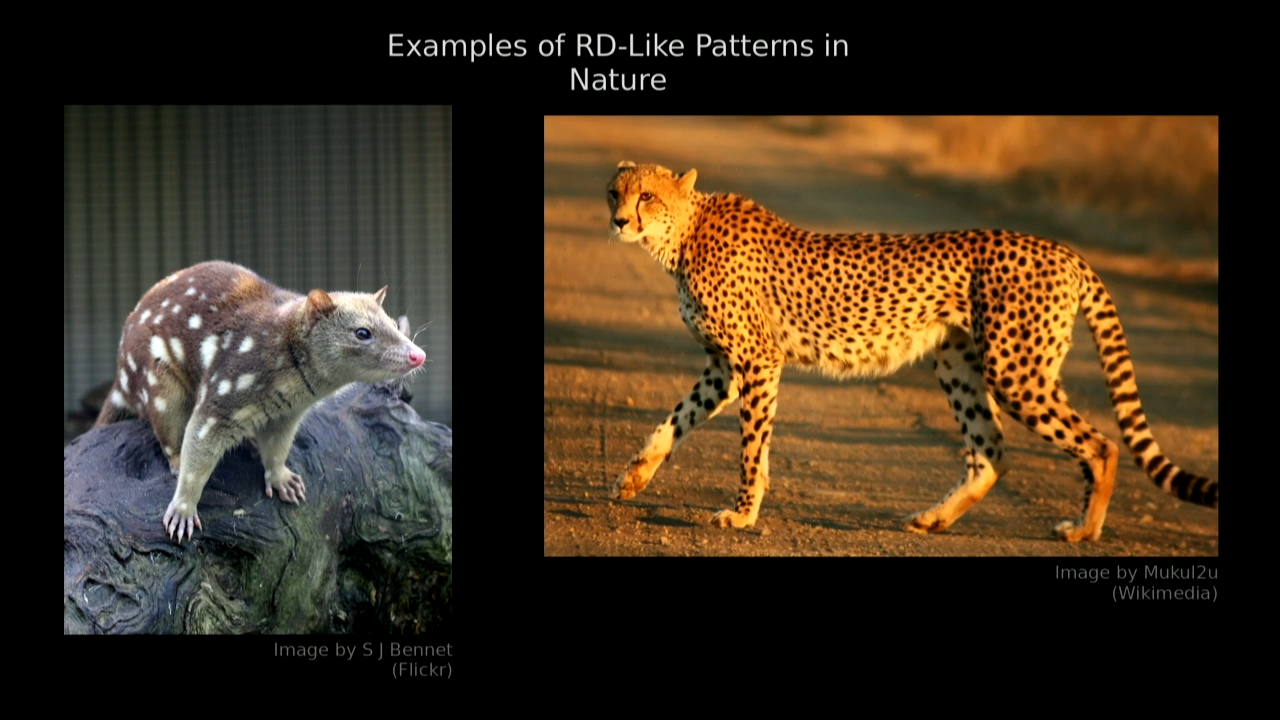 Examples of RD-Like Patterns in
Nature
Image by S J Bennet
(Flickr)
Image by Mukul2u
(Wikimedia)